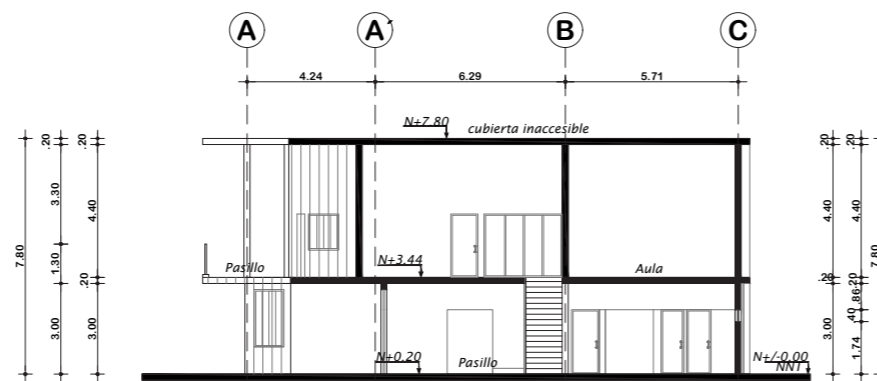 A A´ B C
4.24 6.29 5.71
N+7.80
cubierta inaccesible
.20 .20 .20 .20
3.30 4.40 4.40 4.40
7.80 7.80
N+3.44
Pasillo Aula
1.30 .20 .20 .20
.86
.40
3.00 3.00 3.00 1.74
N+0.20 Pasillo N+/-0.00
NNT